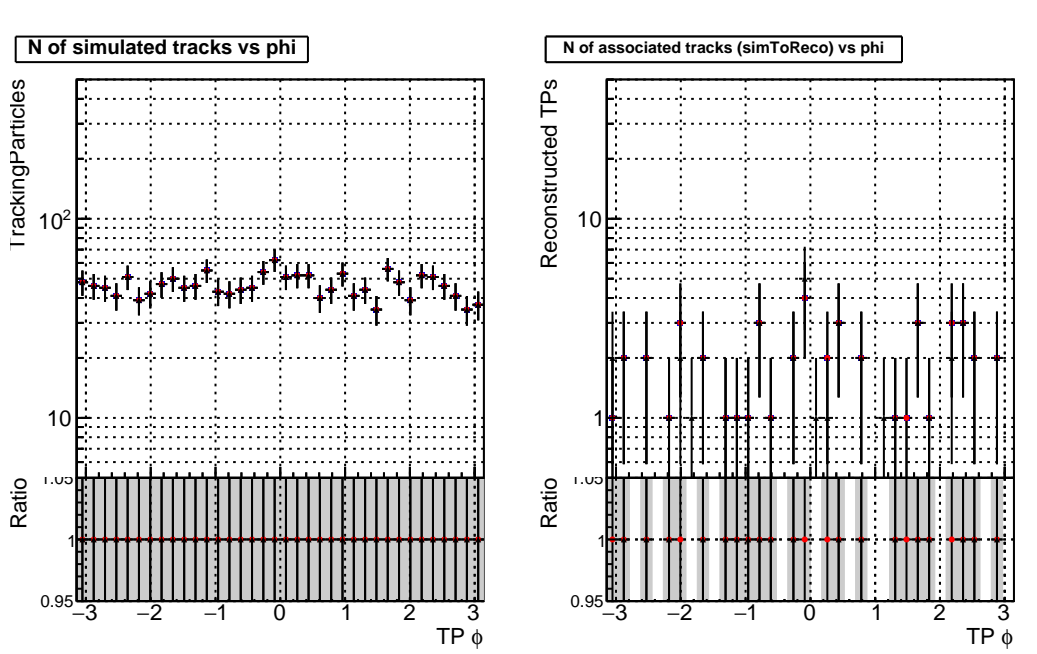 N of simulated tracks vs phi
TrackingParticles
10²
10
Ratio
1.05
1
0.95
−3 −2 −1 0 1 2 3
TP ϕ
N of associated tracks (simToReco) vs phi
Reconstructed TPs
10
1
Ratio
1.05
1
0.95
−3 −2 −1 0 1 2 3
TP ϕ